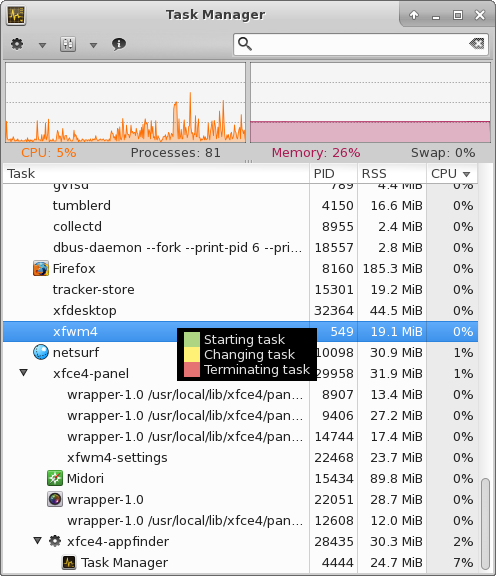 Task Manager
CPU: 5% Processes: 81 Memory: 26% Swap: 0%
Task PID RSS CPU
gvfsd 789 4.4 MiB 0%
tumblerd 4150 16.6 MiB 0%
collectd 8955 2.4 MiB 0%
dbus-daemon --fork --print-pid 6 --pri... 18557 2.8 MiB 0%
Firefox 8160 185.3 MiB 0%
tracker-store 15301 19.2 MiB 0%
xfdesktop 32364 44.5 MiB 0%
xfwm4 549 19.1 MiB 0%
Starting task
Changing task
Terminating task
netsurf 10098 30.9 MiB 1%
xfce4-panel 29958 31.9 MiB 1%
wrapper-1.0 /usr/local/lib/xfce4/pan... 8907 13.4 MiB 0%
wrapper-1.0 /usr/local/lib/xfce4/pan... 9406 27.2 MiB 0%
wrapper-1.0 /usr/local/lib/xfce4/pan... 14744 17.4 MiB 0%
xfwm4-settings 22468 23.7 MiB 0%
Midori 15434 89.8 MiB 0%
wrapper-1.0 22051 28.7 MiB 0%
wrapper-1.0 /usr/local/lib/xfce4/pan... 12608 12.0 MiB 0%
xfce4-appfinder 28435 30.3 MiB 2%
Task Manager 4444 24.7 MiB 7%